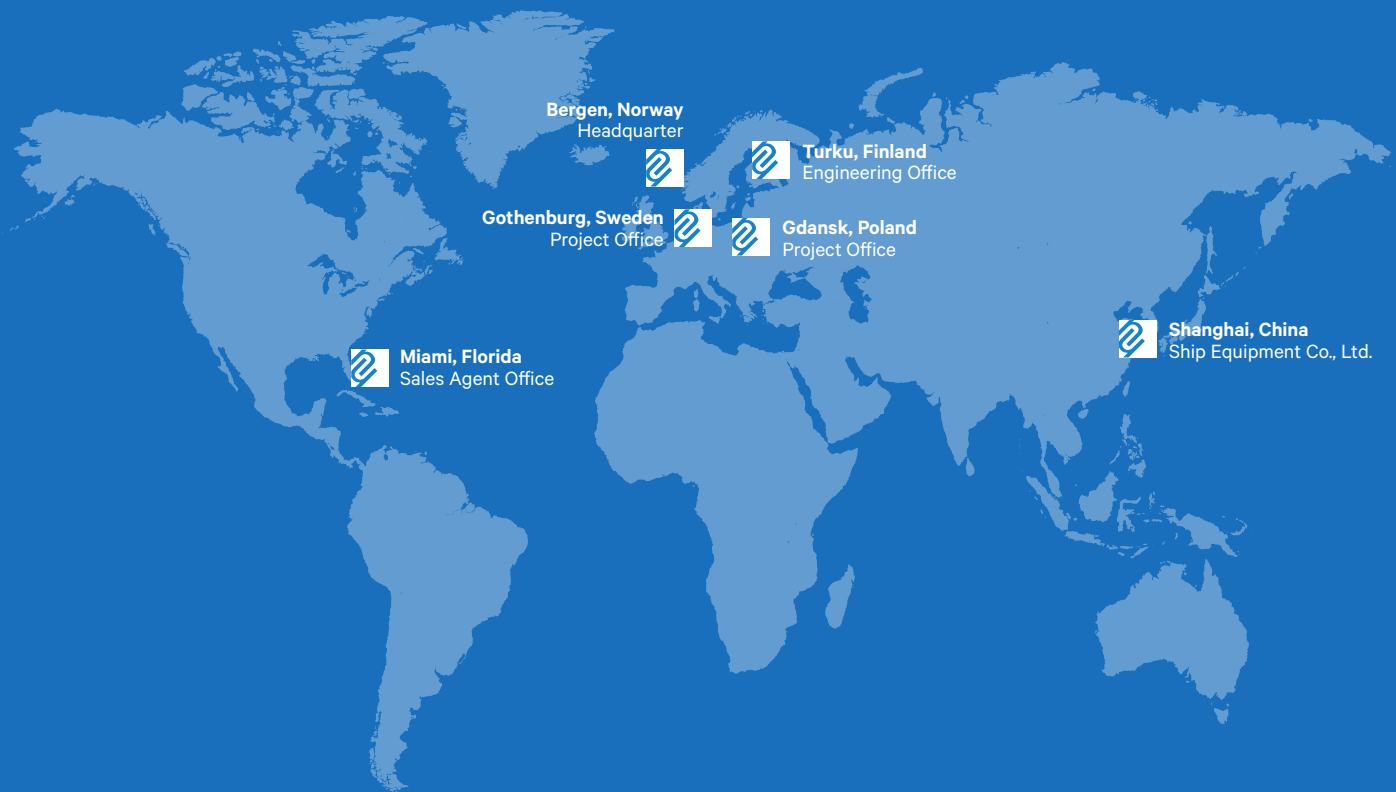 Bergen, Norway
Headquarter
Turku, Finland
Engineering Office
Gothenburg, Sweden
Project Office
Gdansk, Poland
Project Office
Shanghai, China
Ship Equipment Co., Ltd.
Miami, Florida
Sales Agent Office